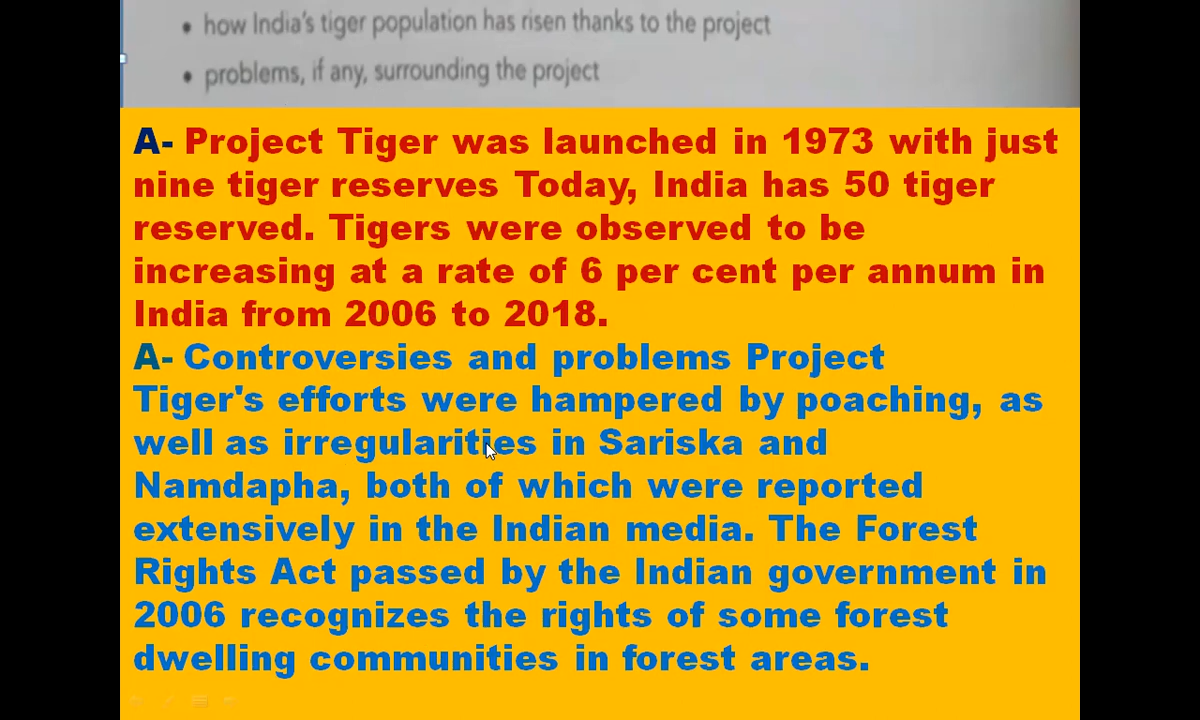 • how India's tiger population has risen thanks to the project
• problems, if any, surrounding the project
A- Project Tiger was launched in 1973 with just
nine tiger reserves Today, India has 50 tiger
reserved. Tigers were observed to be
increasing at a rate of 6 per cent per annum in
India from 2006 to 2018.
A- Controversies and problems Project
Tiger's efforts were hampered by poaching, as
well as irregularities in Sariska and
Namdapha, both of which were reported
extensively in the Indian media. The Forest
Rights Act passed by the Indian government in
2006 recognizes the rights of some forest
dwelling communities in forest areas.